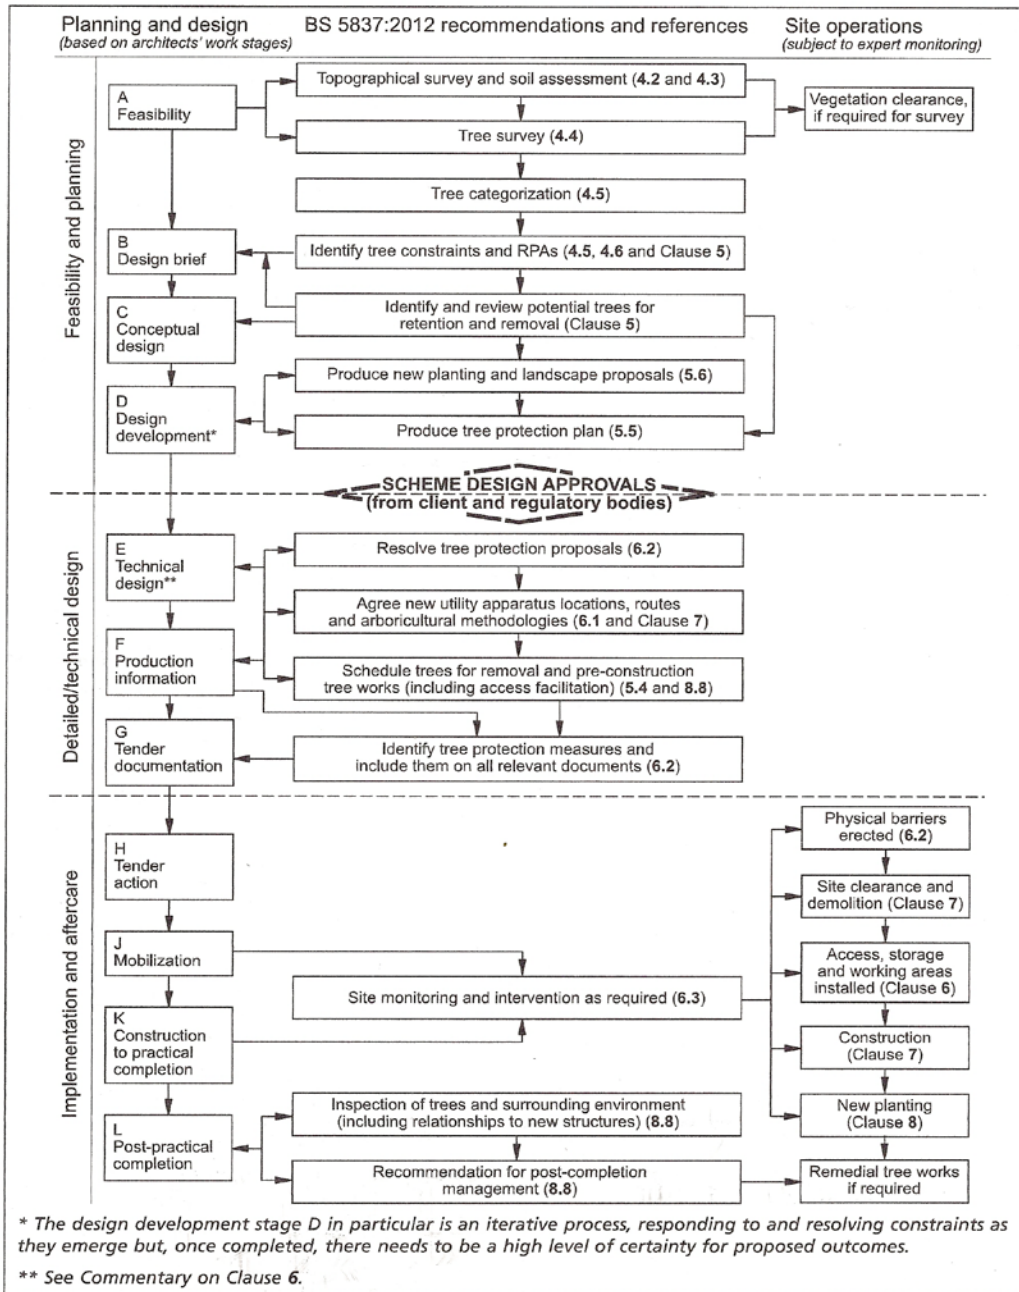 Planning and design
(based on architects' work stages)
BS 5837:2012 recommendations and references
Site operations
(subject to expert monitoring)
Feasibility and planning
A
Feasibility
Topographical survey and soil assessment (4.2 and 4.3)
Vegetation clearance,
if required for survey
Tree survey (4.4)
Tree categorization (4.5)
B
Design brief
Identify tree constraints and RPAs (4.5, 4.6 and Clause 5)
C
Conceptual
design
Identify and review potential trees for
retention and removal (Clause 5)
Produce new planting and landscape proposals (5.6)
D
Design
development*
Produce tree protection plan (5.5)
SCHEME DESIGN APPROVALS
(from client and regulatory bodies)
Detailed/technical design
E
Technical
design**
Resolve tree protection proposals (6.2)
Agree new utility apparatus locations, routes
and arboricultural methodologies (6.1 and Clause 7)
F
Production
information
Schedule trees for removal and pre-construction
tree works (including access facilitation) (5.4 and 8.8)
G
Tender
documentation
Identify tree protection measures and
include them on all relevant documents (6.2)
Implementation and aftercare
H
Tender
action
Physical barriers
erected (6.2)
Site clearance and
demolition (Clause 7)
J
Mobilization
Access, storage
and working areas
installed (Clause 6)
Site monitoring and intervention as required (6.3)
K
Construction
to practical
completion
Construction
(Clause 7)
Inspection of trees and surrounding environment
(including relationships to new structures) (8.8)
New planting
(Clause 8)
L
Post-practical
completion
Recommendation for post-completion
management (8.8)
Remedial tree works
if required
* The design development stage D in particular is an iterative process, responding to and resolving constraints as
they emerge but, once completed, there needs to be a high level of certainty for proposed outcomes.
** See Commentary on Clause 6.